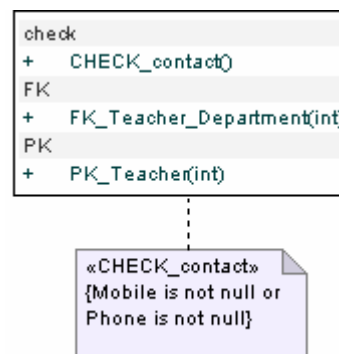 check
+ CHECK_contact()
FK
+ FK_Teacher_Department(int)
PK
+ PK_Teacher(int)
«CHECK_contact»
{Mobile is not null or
Phone is not null}